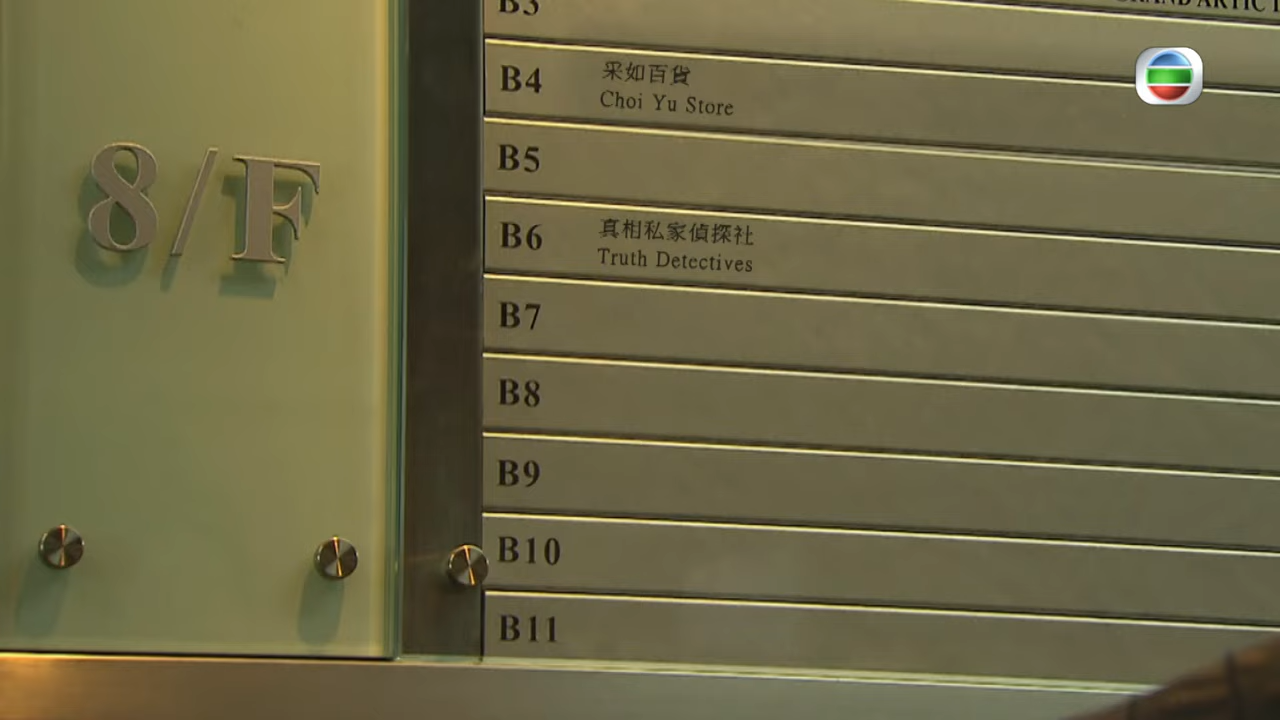 8/F
B3
B4
采如百貨
Choi Yu Store
B5
B6
真相私家偵探社
Truth Detectives
B7
B8
B9
B10
B11